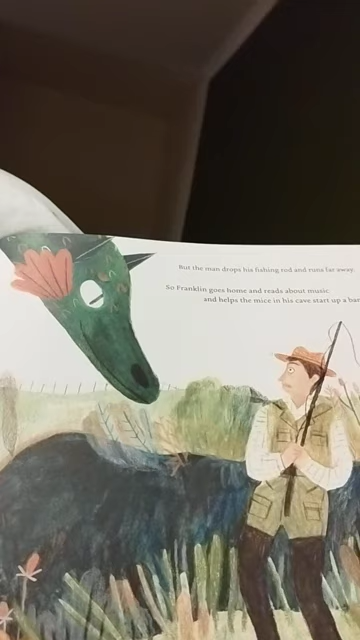 But the man drops his fishing rod and runs far away.
So Franklin goes home and reads about music
and helps the mice in his cave start up a